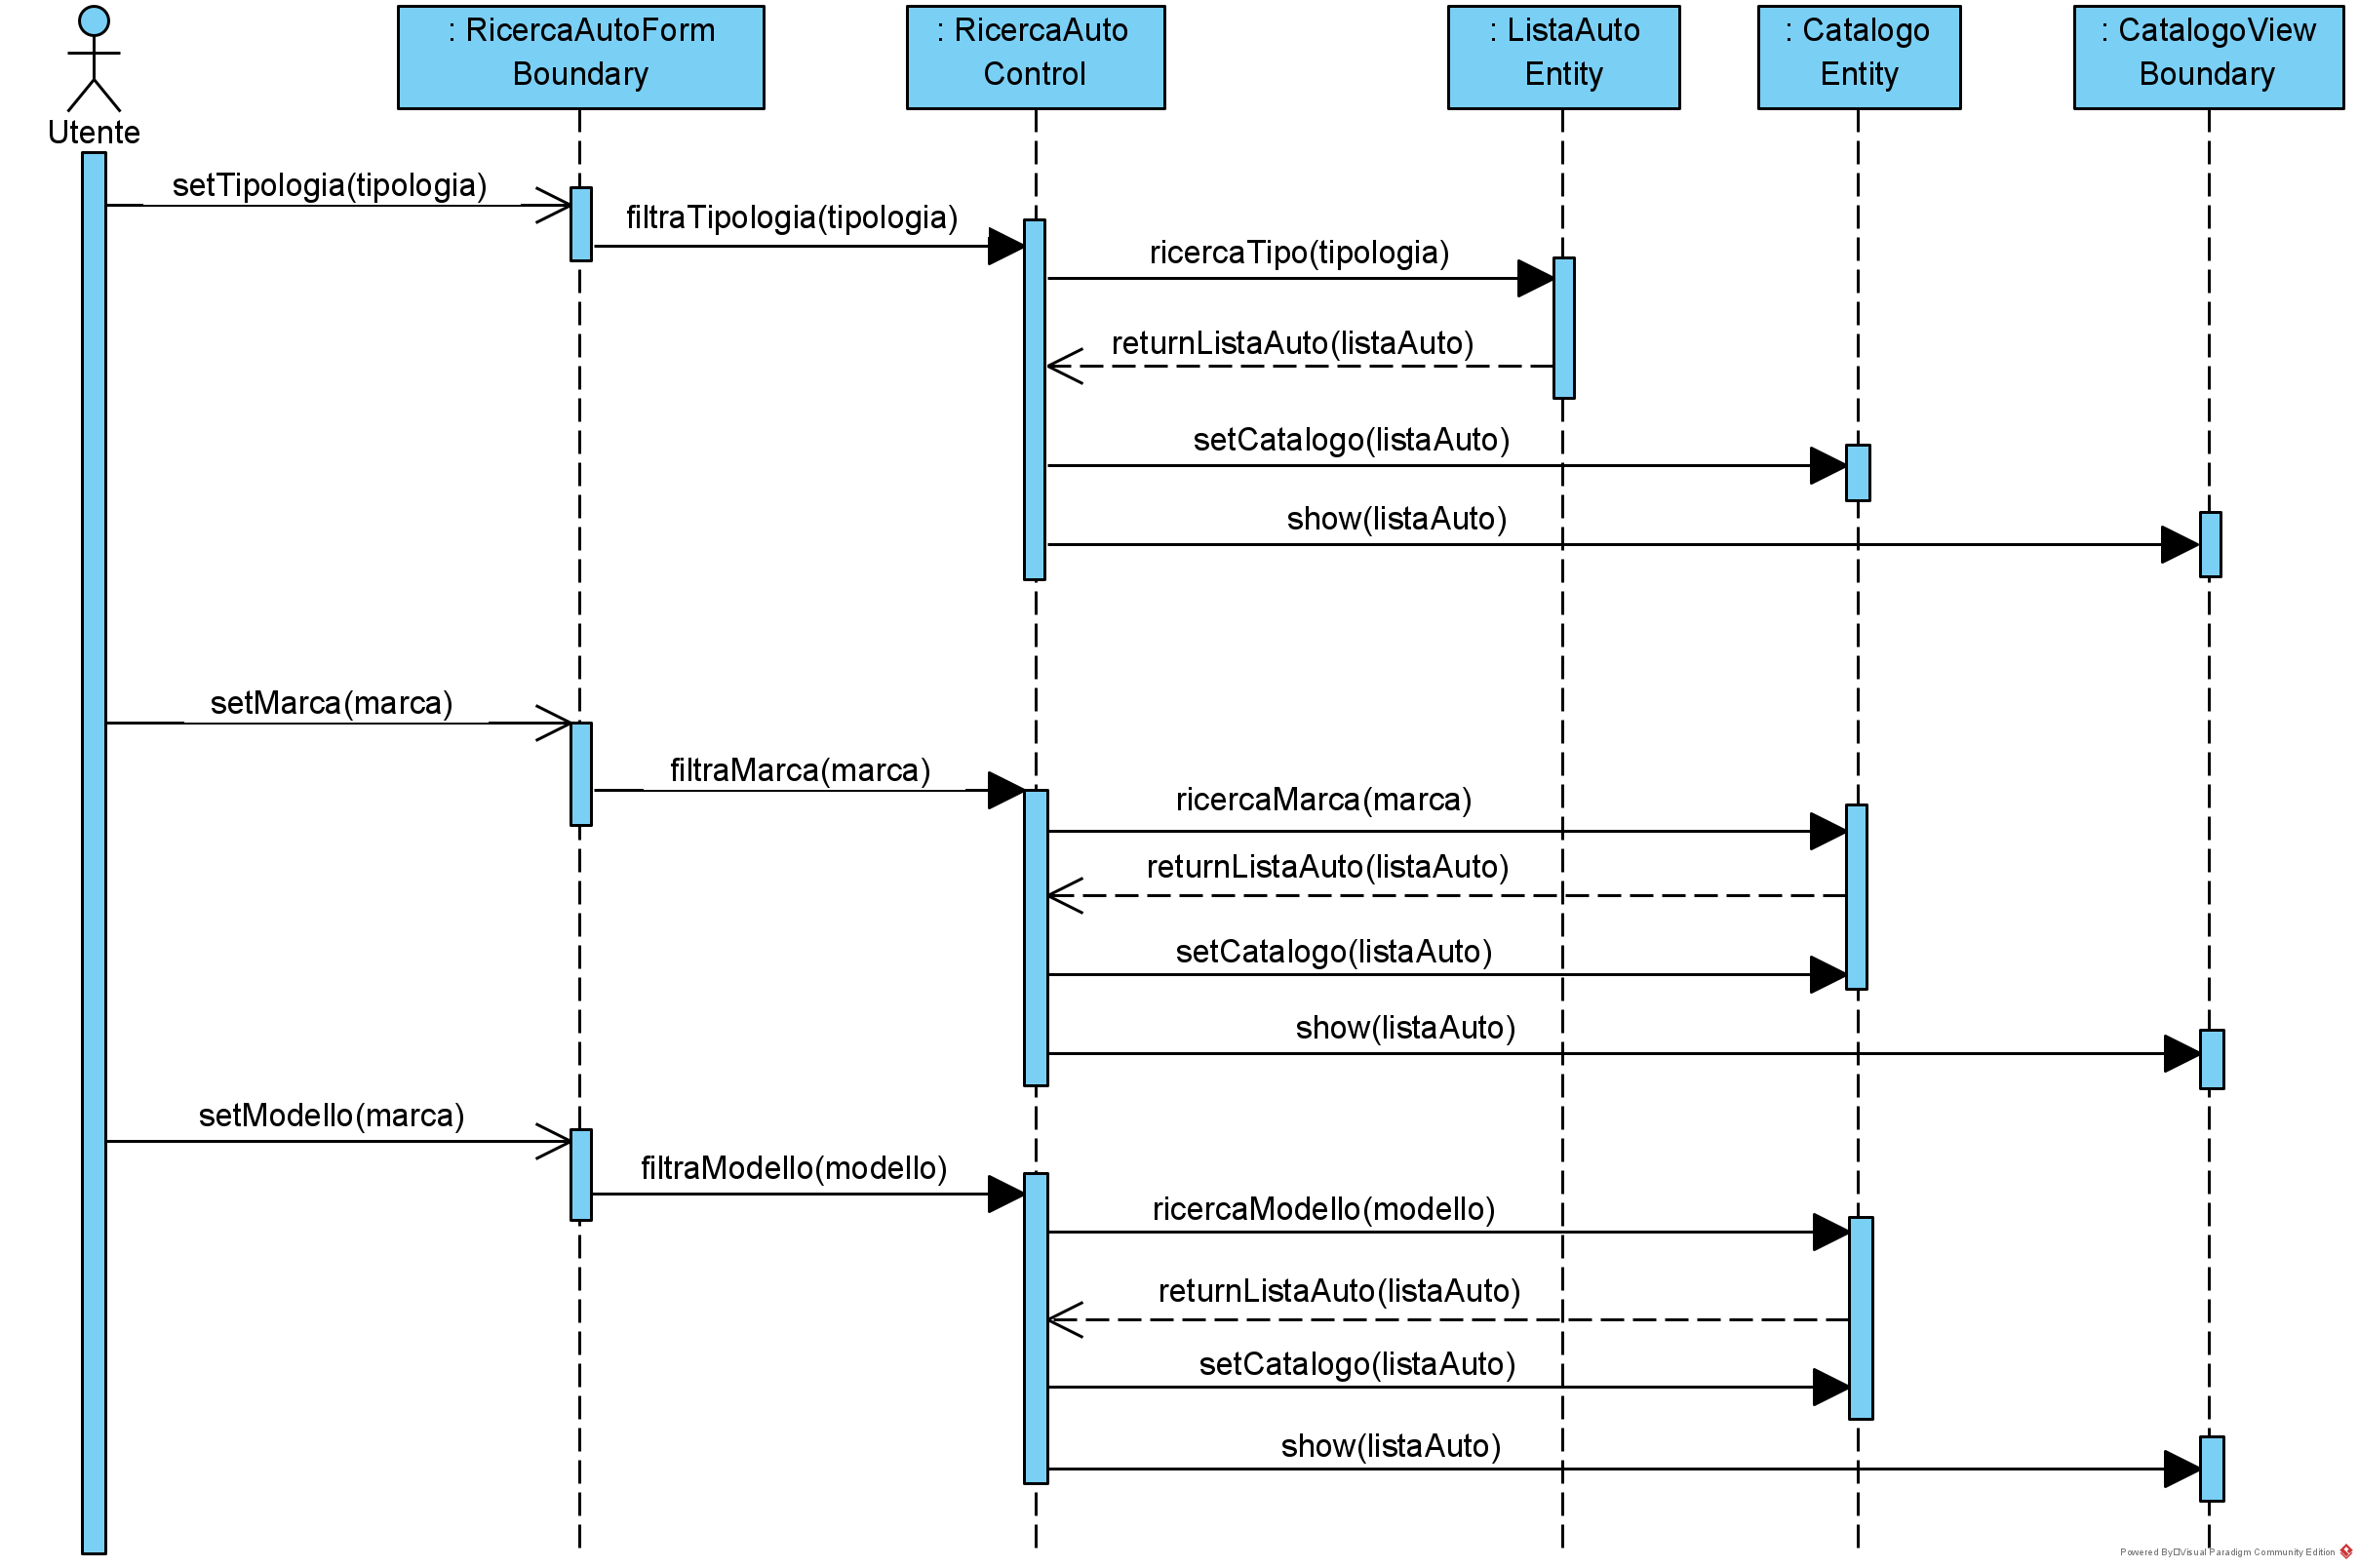 : RicercaAutoForm
Boundary
: RicercaAuto
Control
: ListaAuto
Entity
: Catalogo
Entity
: CatalogoView
Boundary
Utente
setTipologia(tipologia)
filtraTipologia(tipologia)
ricercaTipo(tipologia)
returnListaAuto(listaAuto)
setCatalogo(listaAuto)
show(listaAuto)
setMarca(marca)
filtraMarca(marca)
ricercaMarca(marca)
returnListaAuto(listaAuto)
setCatalogo(listaAuto)
show(listaAuto)
setModello(marca)
filtraModello(modello)
ricercaModello(modello)
returnListaAuto(listaAuto)
setCatalogo(listaAuto)
show(listaAuto)
Powered By□Visual Paradigm Community Edition